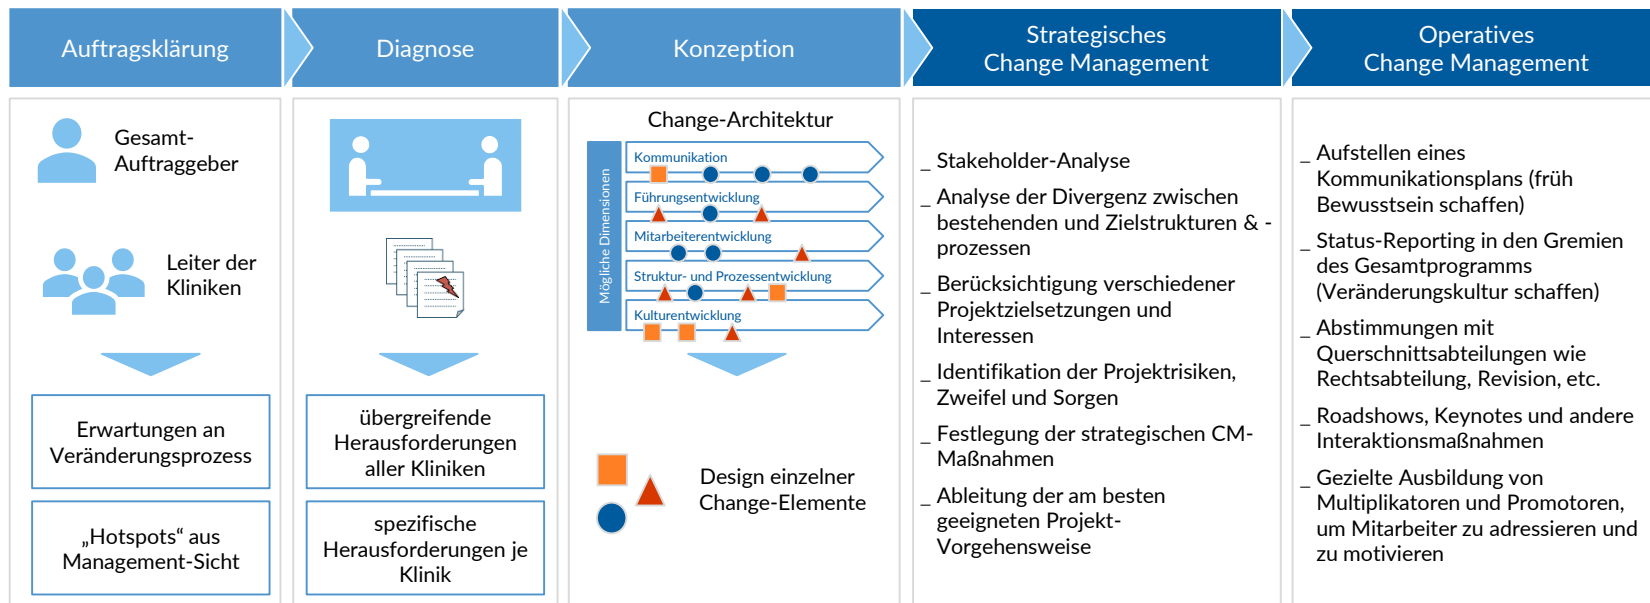 Auftragsklärung
Diagnose
Konzeption
Strategisches
Change Management
Operatives
Change Management
Gesamt-
Auftraggeber
Leiter der
Kliniken
Erwartungen an
Veränderungsprozess
„Hotspots“ aus
Management-Sicht
übergreifende
Herausforderungen
aller Kliniken
spezifische
Herausforderungen je
Klinik
Change-Architektur
Mögliche Dimensionen
Kommunikation
Führungsentwicklung
Mitarbeiterentwicklung
Struktur- und Prozessentwicklung
Kulturentwicklung
Design einzelner
Change-Elemente
_ Stakeholder-Analyse
_ Analyse der Divergenz zwischen
bestehenden und Zielstrukturen & -
prozessen
_ Berücksichtigung verschiedener
Projektzielsetzungen und
Interessen
_ Identifikation der Projektrisiken,
Zweifel und Sorgen
_ Festlegung der strategischen CM-
Maßnahmen
_ Ableitung der am besten
geeigneten Projekt-
Vorgehensweise
_ Aufstellen eines
Kommunikationsplans (früh
Bewusstsein schaffen)
_ Status-Reporting in den Gremien
des Gesamtprogramms
(Veränderungskultur schaffen)
_ Abstimmungen mit
Querschnittsabteilungen wie
Rechtsabteilung, Revision, etc.
_ Roadshows, Keynotes und andere
Interaktionsmaßnahmen
_ Gezielte Ausbildung von
Multiplikatoren und Promotoren,
um Mitarbeiter zu adressieren und
zu motivieren